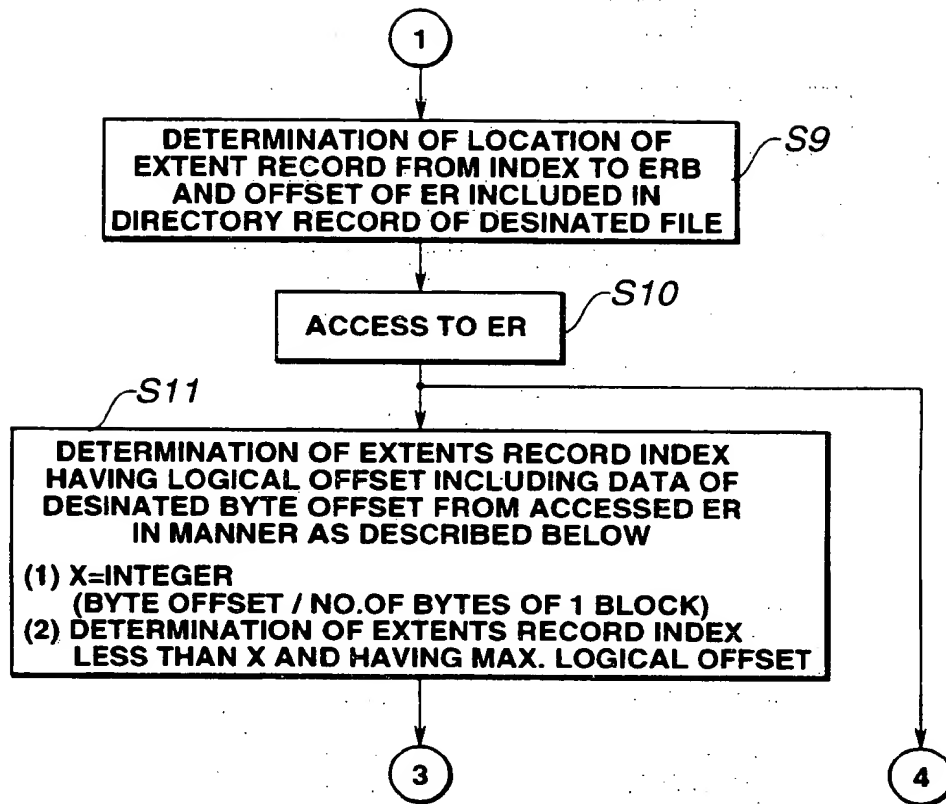 1
DETERMINATION OF LOCATION OF
EXTENT RECORD FROM INDEX TO ERB
AND OFFSET OF ER INCLUDED IN
DIRECTORY RECORD OF DESINATED FILE
S9
ACCESS TO ER
S10
S11
DETERMINATION OF EXTENTS RECORD INDEX
HAVING LOGICAL OFFSET INCLUDING DATA OF
DESINATED BYTE OFFSET FROM ACCESSED ER
IN MANNER AS DESCRIBED BELOW
(1) X=INTEGER
(BYTE OFFSET / NO.OF BYTES OF 1 BLOCK)
(2) DETERMINATION OF EXTENTS RECORD INDEX
LESS THAN X AND HAVING MAX. LOGICAL OFFSET
3
4